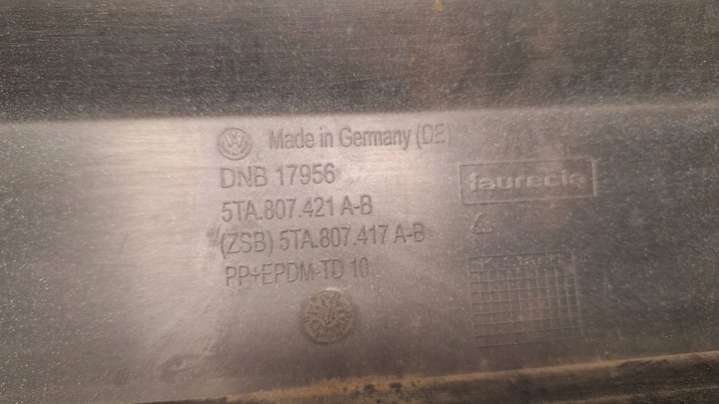 Made in Germany (DE)
DNB 17956
faurecia
5TA.807.421 A-B
(ZSB) 5TA.807.417 A-B
PP+EPDM-TD 10